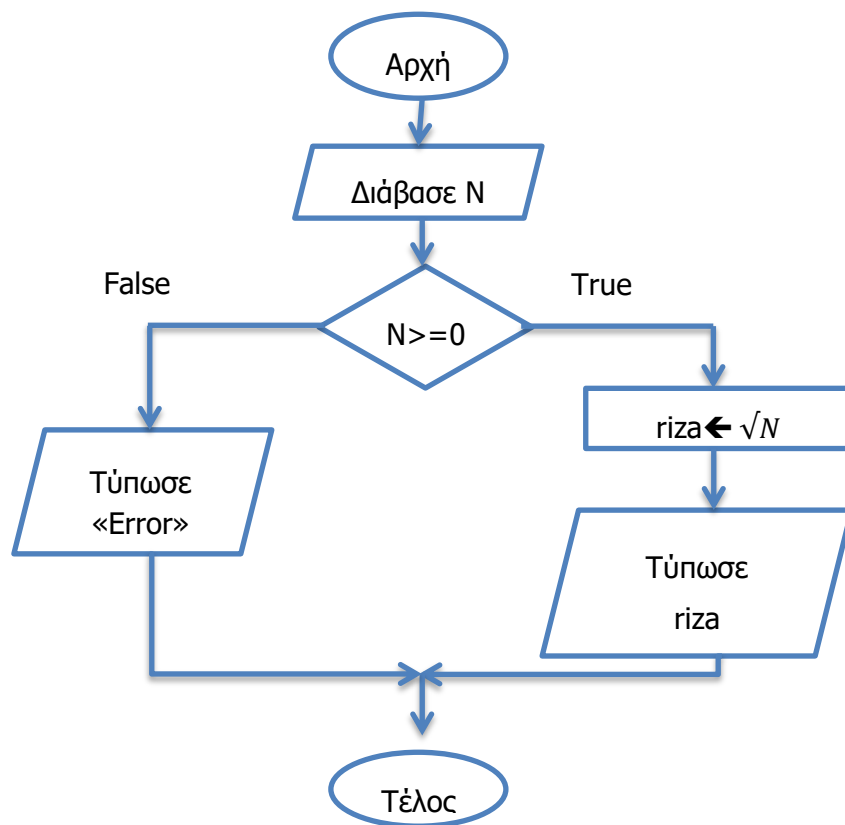 Αρχή
Διάβασε Ν
False
True
N>=0
riza🡸 √𝑁
Τύπωσε
«Error»
Τύπωσε
riza
Τέλος